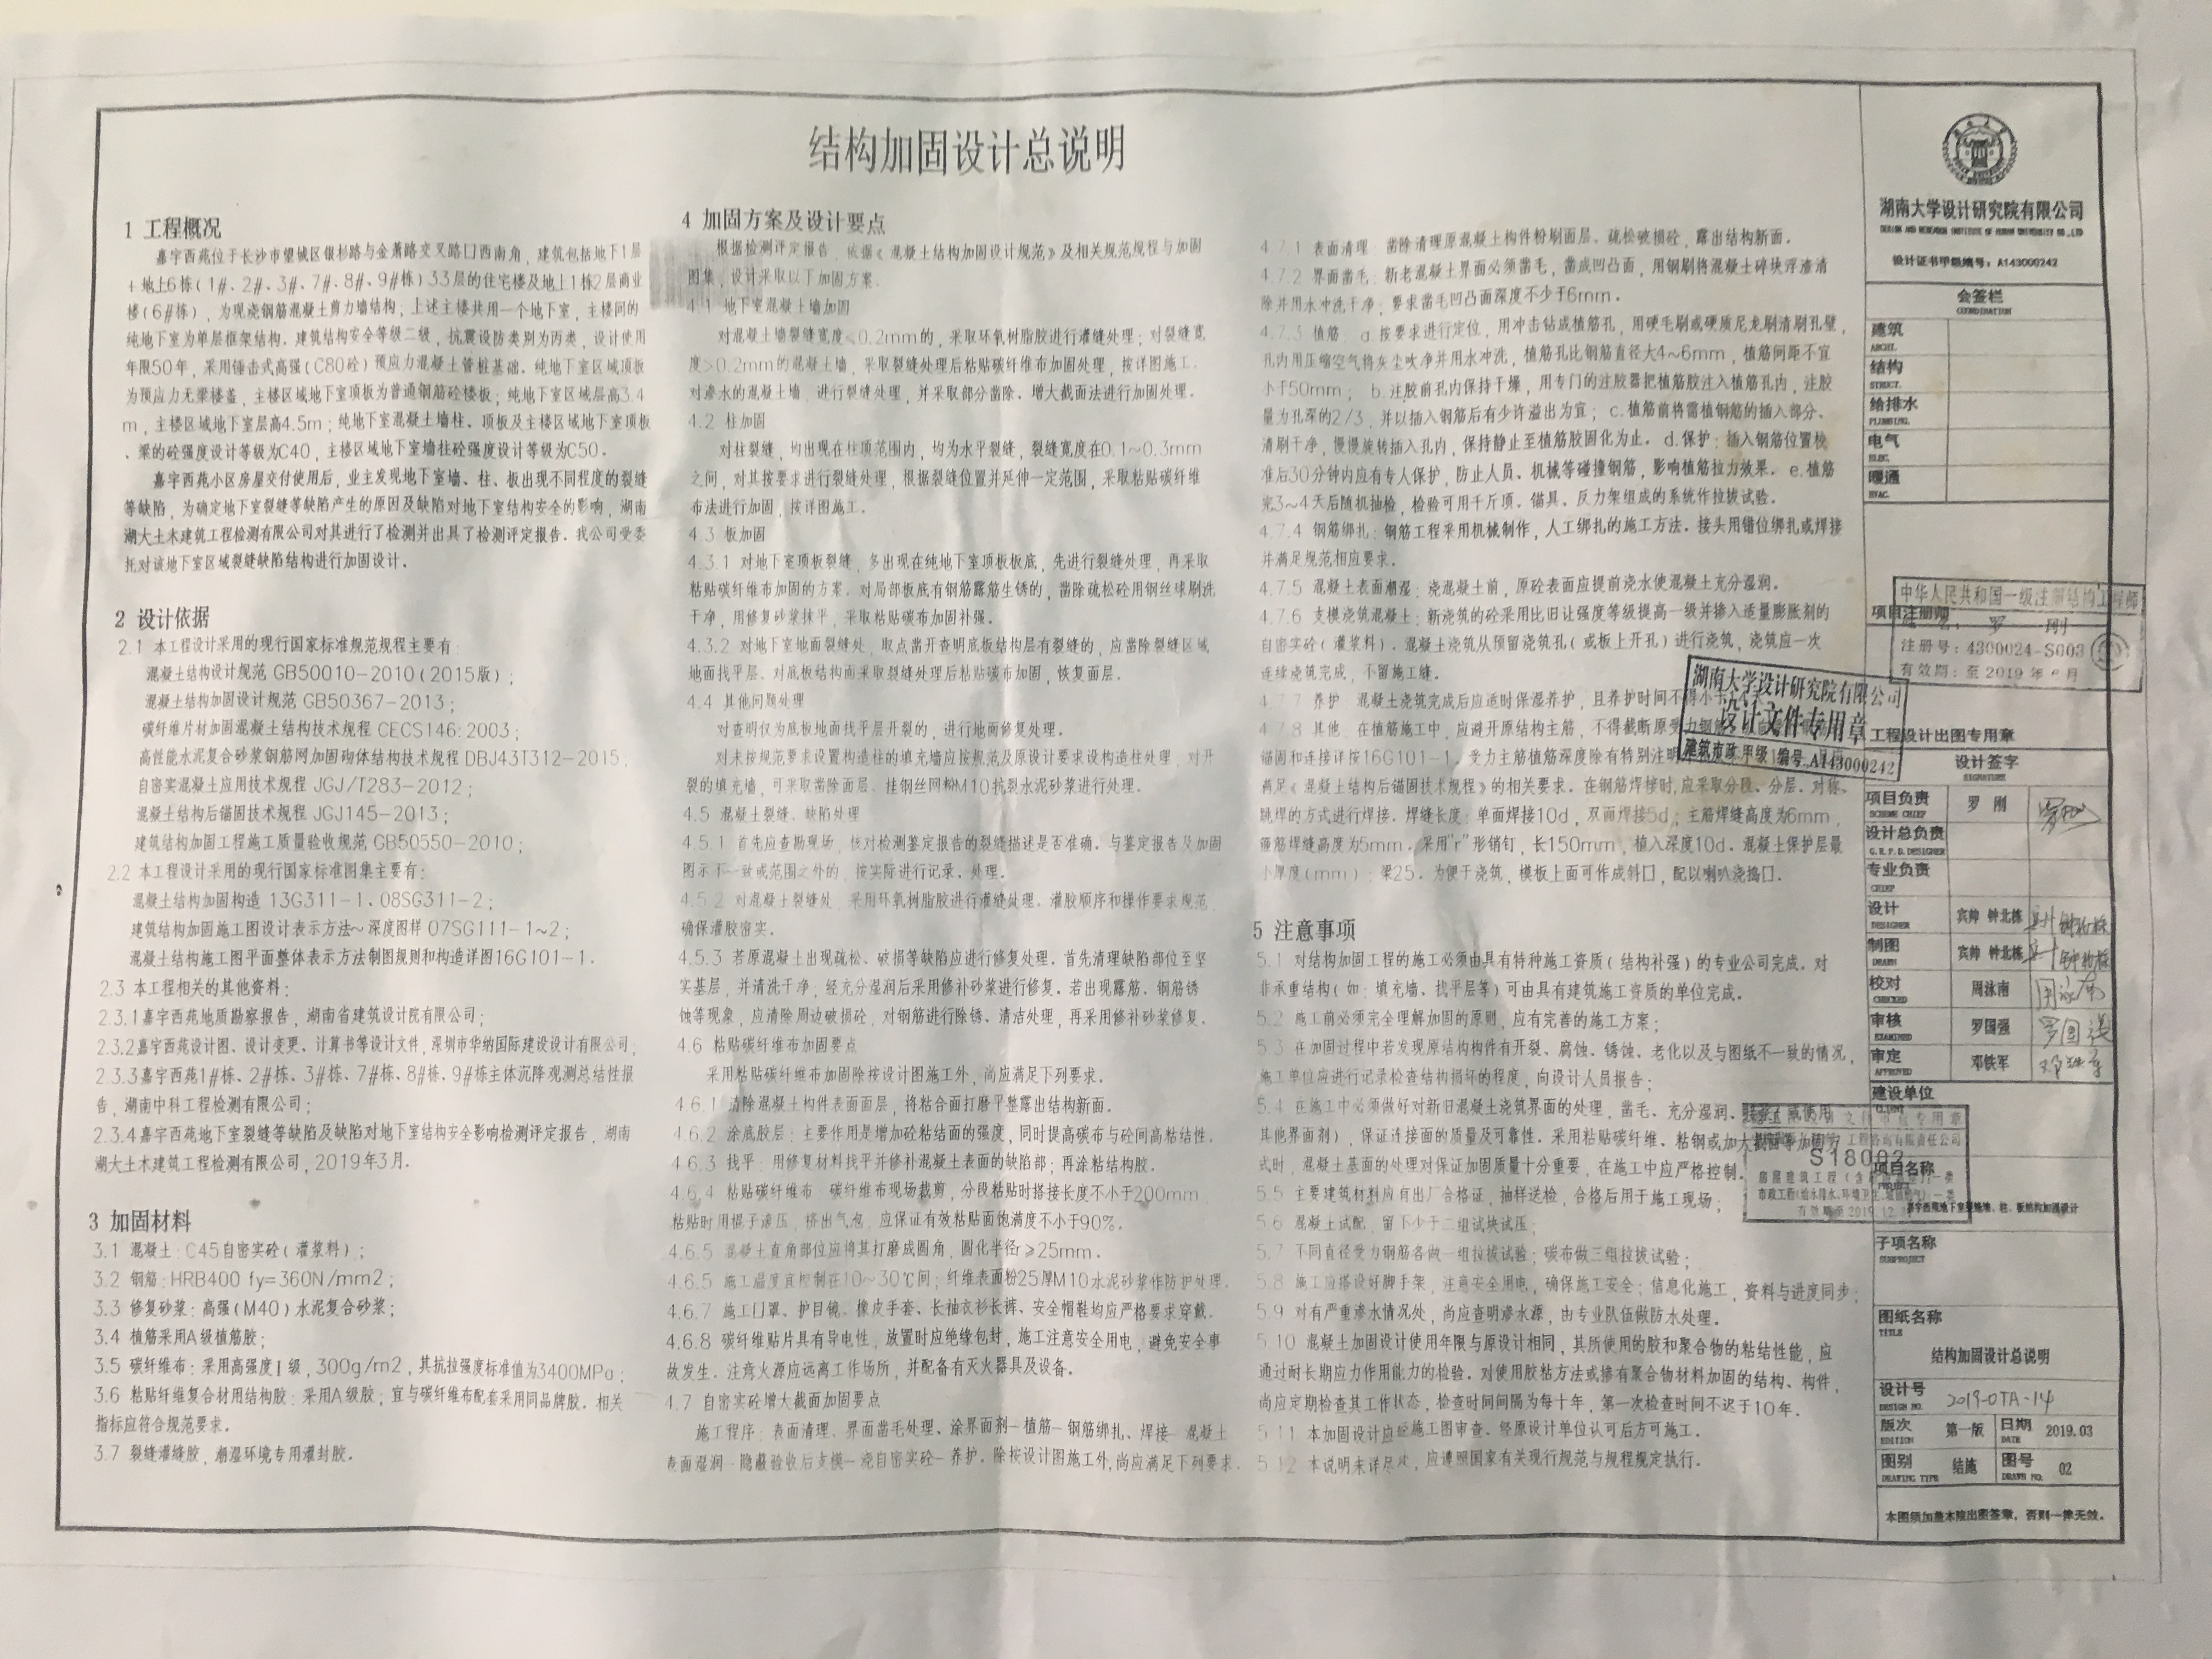 结构加固设计总说明
1 工程概况
嘉宇西苑位于长沙市望城区银杉路与金萧路交叉路口西南角，建筑包括地下1层
+地上6栋(1#、2#、3#、7#、8#、9#栋)33层的住宅楼及地上1栋2层商业
楼(6#栋)，为现浇钢筋混凝土剪力墙结构；上述主楼共用一个地下室，主楼间的
纯地下室为单层框架结构。建筑结构安全等级二级，抗震设防类别为丙类，设计使用
年限50年，采用锤击式高强(C80砼)预应力混凝土管桩基础。纯地下室区域顶板
为预应力无梁楼盖，主楼区域地下室顶板为普通钢筋砼楼板；纯地下室区域层高3.4
m，主楼区域地下室层高4.5m；纯地下室混凝土墙柱、顶板及主楼区域地下室顶板
、梁的砼强度设计等级为C40，主楼区域地下室墙柱砼强度设计等级为C50。
嘉宇西苑小区房屋交付使用后，业主发现地下室墙、柱、板出现不同程度的裂缝
等缺陷，为确定地下室裂缝等缺陷产生的原因及缺陷对地下室结构安全的影响，湖南
湖大土木建筑工程检测有限公司对其进行了检测并出具了检测评定报告。我公司受委
托对该地下室区域裂缝缺陷结构进行加固设计。
2 设计依据
2.1 本工程设计采用的现行国家标准规范规程主要有：
混凝土结构设计规范 GB50010-2010(2015版)；
混凝土结构加固设计规范 GB50367-2013；
碳纤维片材加固混凝土结构技术规程 CECS146:2003；
高性能水泥复合砂浆钢筋网加固砌体结构技术规程 DBJ43T312-2015；
自密实混凝土应用技术规程 JGJ/T283-2012；
混凝土结构后锚固技术规程 JGJ145-2013；
建筑结构加固工程施工质量验收规范 GB50550-2010；
2.2 本工程设计采用的现行国家标准图集主要有：
混凝土结构加固构造 13G311-1、08SG311-2；
建筑结构加固施工图设计表示方法~深度图样 07SG111-1~2；
混凝土结构施工图平面整体表示方法制图规则和构造详图16G101-1.
2.3 本工程相关的其他资料：
2.3.1嘉宇西苑地质勘察报告，湖南省建筑设计院有限公司；
2.3.2嘉宇西苑设计图、设计变更、计算书等设计文件，深圳市华纳国际建设设计有限公司；
2.3.3嘉宇西苑1#栋、2#栋、3#栋、7#栋、8#栋、9#栋主体沉降观测总结性报
告，湖南中科工程检测有限公司；
2.3.4嘉宇西苑地下室裂缝等缺陷及缺陷对地下室结构安全影响检测评定报告，湖南
湖大土木建筑工程检测有限公司，2019年3月.
3 加固材料
3.1 混凝土：C45自密实砼(灌浆料)；
3.2 钢筋：HRB400 fy=360N/mm2；
3.3 修复砂浆：高强(M40)水泥复合砂浆；
3.4 植筋采用A级植筋胶；
3.5 碳纤维布：采用高强度I级，300g/m2，其抗拉强度标准值为3400MPa；
3.6 粘贴纤维复合材用结构胶：采用A级胶；宜与碳纤维布配套采用同品牌胶。相关
指标应符合规范要求。
3.7 裂缝灌缝胶，潮湿环境专用灌封胶.
4 加固方案及设计要点
根据检测评定报告，依据《混凝土结构加固设计规范》及相关规范规程与加固
图集，设计采取以下加固方案.
4.1 地下室混凝土墙加固
对混凝土墙裂缝宽度≤0.2mm的，采取环氧树脂胶进行灌缝处理；对裂缝宽
度>0.2mm的混凝土墙，采取裂缝处理后粘贴碳纤维布加固处理，按详图施工。
对渗水的混凝土墙，进行裂缝处理，并采取部分凿除、增大截面法进行加固处理。
4.2 柱加固
对柱裂缝，均出现在柱顶范围内，均为水平裂缝，裂缝宽度在0.1~0.3mm
之间，对其按要求进行裂缝处理，根据裂缝位置并延伸一定范围，采取粘贴碳纤维
布法进行加固，按详图施工。
4.3 板加固
4.3.1 对地下室顶板裂缝，多出现在纯地下室顶板板底，先进行裂缝处理，再采取
粘贴碳纤维布加固的方案。对局部板底有钢筋露筋生锈的，凿除疏松砼用钢丝球刷洗
干净，用修复砂浆抹平，采取粘贴碳布加固补强。
4.3.2 对地下室地面裂缝处，取点凿开查明底板结构层有裂缝的，应凿除裂缝区域
地面找平层，对底板结构面采取裂缝处理后粘贴碳布加固，恢复面层。
4.4 其他问题处理
对查明仅为底板地面找平层开裂的，进行地面修复处理。
对未按规范要求设置构造柱的填充墙应按规范及原设计要求设构造柱处理，对开
裂的填充墙，可采取凿除面层、挂钢丝网粉M10抗裂水泥砂浆进行处理。
4.5 混凝土裂缝、缺陷处理
4.5.1 首先应查勘现场，核对检测鉴定报告的裂缝描述是否准确。与鉴定报告及加固
图示不一致或范围之外的，按实际进行记录、处理。
4.5.2 对混凝土裂缝处，采用环氧树脂胶进行灌缝处理。灌胶顺序和操作要求规范，
确保灌胶密实。
4.5.3 若原混凝土出现疏松、破损等缺陷应进行修复处理。首先清理缺陷部位至坚
实基层，并清洗干净；经充分湿润后采用修补砂浆进行修复。若出现露筋、钢筋锈
蚀等现象，应清除周边破损砼，对钢筋进行除锈、清洁处理，再采用修补砂浆修复。
4.6 粘贴碳纤维布加固要点
采用粘贴碳纤维布加固除按设计图施工外，尚应满足下列要求。
4.6.1 清除混凝土构件表面面层，将粘合面打磨平整露出结构新面。
4.6.2 涂底胶层：主要作用是增加砼粘结面的强度，同时提高碳布与砼间高粘结性。
4.6.3 找平：用修复材料找平并修补混凝土表面的缺陷部；再涂粘结构胶。
4.6.4 粘贴碳纤维布：碳纤维布现场裁剪，分段粘贴时搭接长度不小于200mm，
粘贴时用棍子滚压，挤出气包，应保证有效粘贴面饱满度不小于90%。
4.6.5 混凝土直角部位应将其打磨成圆角，圆化半径r≥25mm。
4.6.5 施工温度宜控制在10~30℃间；纤维表面粉25厚M10水泥砂浆作防护处理。
4.6.7 施工口罩、护目镜、橡皮手套、长袖衣衫长裤、安全帽鞋均应严格要求穿戴。
4.6.8 碳纤维贴片具有导电性，放置时应绝缘包封，施工注意安全用电，避免安全事
故发生。注意火源应远离工作场所，并配备有灭火器具及设备。
4.7 自密实砼增大截面加固要点
施工程序：表面清理、界面凿毛处理、涂界面剂—植筋—钢筋绑扎、焊接—混凝土
表面湿润—隐蔽验收后支模—浇自密实砼—养护。除按设计图施工外,尚应满足下列要求.
4.7.1 表面清理：凿除清理原混凝土构件粉刷面层、疏松破损砼，露出结构新面。
4.7.2 界面凿毛：新老混凝土界面必须凿毛，凿成凹凸面，用钢刷将混凝土碎块浮渣清
除并用水冲洗干净；要求凿毛凹凸面深度不少于6mm。
4.7.3 植筋：a.按要求进行定位，用冲击钻成植筋孔，用硬毛刷或硬质尼龙刷清刷孔壁，
孔内用压缩空气将灰尘吹净并用水冲洗，植筋孔比钢筋直径大4~6mm，植筋间距不宜
小于50mm；b.注胶前孔内保持干燥，用专门的注胶器把植筋胶注入植筋孔内，注胶
量为孔深的2/3，并以插入钢筋后有少许溢出为宜；c.植筋前将需植钢筋的插入部分、
清刷干净，慢慢旋转插入孔内，保持静止至植筋胶固化为止。d.保护：插入钢筋位置校
准后30分钟内应有专人保护，防止人员、机械等碰撞钢筋，影响植筋拉力效果。e.植筋
完3~4天后随机抽检，检验可用千斤顶、锚具、反力架组成的系统作拉拔试验。
4.7.4 钢筋绑扎：钢筋工程采用机械制作，人工绑扎的施工方法。接头用错位绑扎或焊接
并满足规范相应要求。
4.7.5 混凝土表面潮湿：浇混凝土前，原砼表面应提前浇水使混凝土充分湿润。
4.7.6 支模浇筑混凝土：新浇筑的砼采用比旧让强度等级提高一级并掺入适量膨胀剂的
自密实砼(灌浆料)。混凝土浇筑从预留浇筑孔(或板上开孔)进行浇筑，浇筑应一次
连续浇筑完成，不留施工缝。
4.7.7 养护：混凝土浇筑完成后应适时保湿养护，且养护时间不得小于
4.7.8 其他：在植筋施工中，应避开原结构主筋，不得截断原受力钢筋
锚固和连接详按16G101-1。受力主筋植筋深度除有特别注明
满足《混凝土结构后锚固技术规程》的相关要求。在钢筋焊接时,应采取分段、分层、对称、
跳焊的方式进行焊接。焊缝长度：单面焊接10d，双面焊接5d；主筋焊缝高度为6mm，
箍筋焊缝高度为5mm。采用"r"形销钉，长150mm，植入深度10d。混凝土保护层最
小厚度(mm)：梁25。为便于浇筑，模板上面可作成斜口，配以喇叭浇捣口。
5 注意事项
5.1 对结构加固工程的施工必须由具有特种施工资质(结构补强)的专业公司完成。对
非承重结构(如：填充墙、找平层等)可由具有建筑施工资质的单位完成。
5.2 施工前必须完全理解加固的原则，应有完善的施工方案；
5.3 在加固过程中若发现原结构构件有开裂、腐蚀、锈蚀、老化以及与图纸不一致的情况，
施工单位应进行记录检查结构损坏的程度，向设计人员报告；
5.4 在施工中必须做好对新旧混凝土浇筑界面的处理，凿毛、充分湿润、
其他界面剂)，保证连接面的质量及可靠性。采用粘贴碳纤维、粘钢或加大截面等加固方
式时，混凝土基面的处理对保证加固质量十分重要，在施工中应严格控制。
5.5 主要建筑材料应有出厂合格证，抽样送检，合格后用于施工现场；
5.6 混凝土试配，留下少于二组试块试压；
5.7 不同直径受力钢筋各做一组拉拔试验；碳布做三组拉拔试验；
5.8 施工应搭设好脚手架，注意安全用电，确保施工安全；信息化施工，资料与进度同步；
5.9 对有严重渗水情况处，尚应查明渗水源，由专业队伍做防水处理。
5.10 混凝土加固设计使用年限与原设计相同，其所使用的胶和聚合物的粘结性能，应
通过耐长期应力作用能力的检验。对使用胶粘方法或掺有聚合物材料加固的结构、构件，
尚应定期检查其工作状态，检查时间间隔为每十年，第一次检查时间不迟于10年。
5.11 本加固设计应经施工图审查、经原设计单位认可后方可施工。
5.12 本说明未详尽处，应遵照国家有关现行规范与规程规定执行。
湖南大学设计研究院有限公司
DESIGN AND RESEARCH INSTITUTE OF HUNAN UNIVERSITY CO.,LTD
设计证书甲级编号：A143000242
会签栏
COORDINATION
建筑
ARCHI.
结构
STRUCT.
给排水
PLUMBING.
电气
ELEC.
暖通
HVAC.
中华人民共和国一级注册结构工程师
项目注册师
罗 刚
注册号：4300024-S003
有效期：至2019年
湖南大学设计研究院有限公司
设计文件专用章
建筑市政 甲级 编号 A143000242
工程设计出图专用章
设计签字
SIGNATURE
项目负责 罗 刚
SCHEME CHIEF
设计总负责
G.R.F.D.DESIGNER
专业负责
CHIEF
设计 宾帅 钟北栋
DESIGNER
制图 宾帅 钟北栋
DRAWN
校对 周泳南
CHECKED
审核 罗国强 罗国强
EXAMINED
审定 邓铁军
APPROVED
建设单位
S18002
项目名称
嘉宇西苑地下室裂缝墙、柱、板结构加固设计
子项名称
SUBPROJECT
图纸名称
TITLE
结构加固设计总说明
设计号 2019-0TA-14
DESIGN NO.
版次 第一版 日期 2019.03
EDITION DATE
图别 结施 图号 02
DRAWING TYPE DRAWN NO.
本图须加盖本院出图签章，否则一律无效。